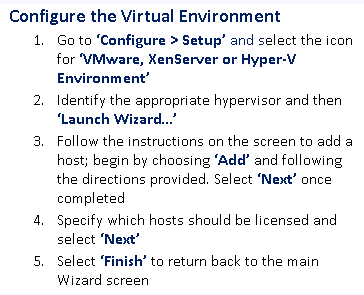 Configure the Virtual Environment
1. Go to ‘Configure > Setup’ and select the icon
for ‘VMware, XenServer or Hyper-V
Environment’
2. Identify the appropriate hypervisor and then
‘Launch Wizard...’
3. Follow the instructions on the screen to add a
host; begin by choosing ‘Add’ and following
the directions provided. Select ‘Next’ once
completed
4. Specify which hosts should be licensed and
select ‘Next’
5. Select ‘Finish’ to return back to the main
Wizard screen